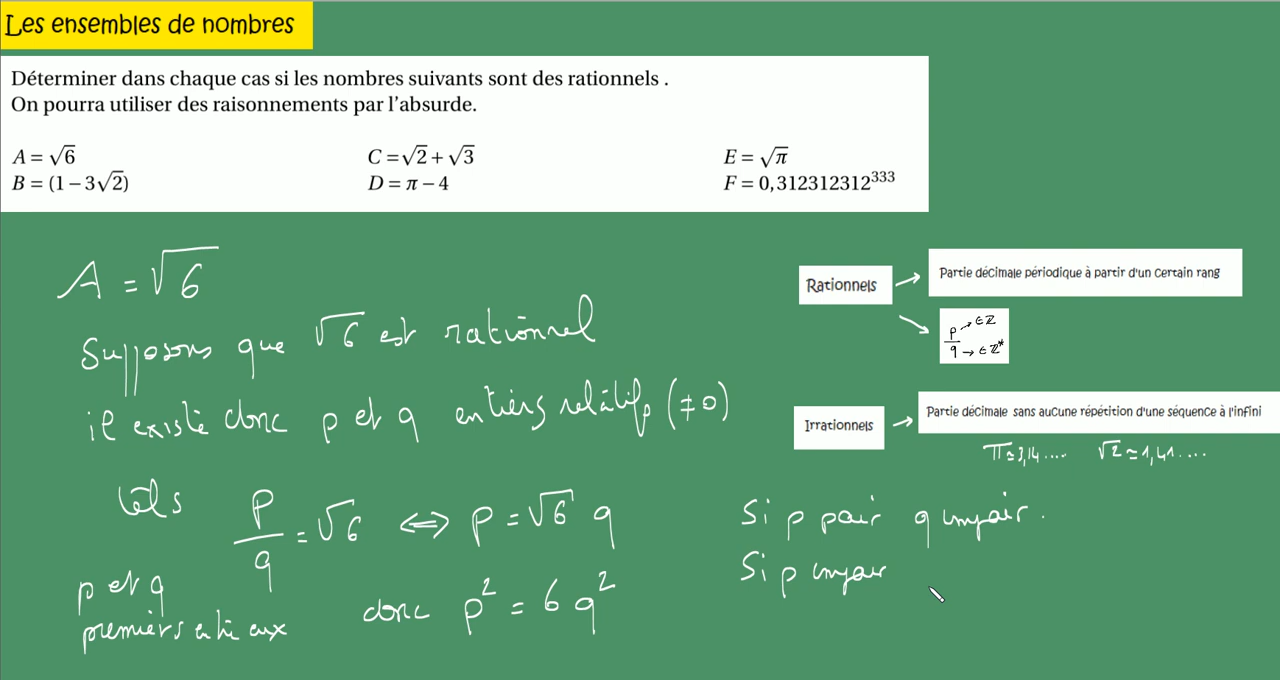 Les ensembles de nombres
Déterminer dans chaque cas si les nombres suivants sont des rationnels .
On pourra utiliser des raisonnements par l'absurde.
A = √6
B = (1 − 3√2)
C = √2 + √3
D = π − 4
E = √π
F = 0,312312312³³³
A = √6
Supposons que √6 est rationnel
il existe donc p et q entiers relatifs (≠0)
tels p/q = √6 ⟺ p = √6 q
p et q
premiers entre eux
donc p² = 6 q²
Si p pair q impair.
Si p impair
Rationnels
Partie décimale périodique à partir d'un certain rang
p → ∈ ℤ
q → ∈ ℤ*
Irrationnels
Partie décimale sans aucune répétition d'une séquence à l'infini
π ≃ 3,14.... √2 ≃ 1,41....